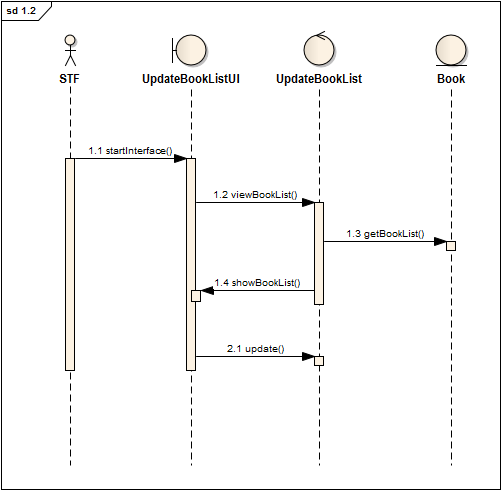 sd 1.2
STF
UpdateBookListUI
UpdateBookList
Book
1.1 startInterface()
1.2 viewBookList()
1.3 getBookList()
1.4 showBookList()
2.1 update()